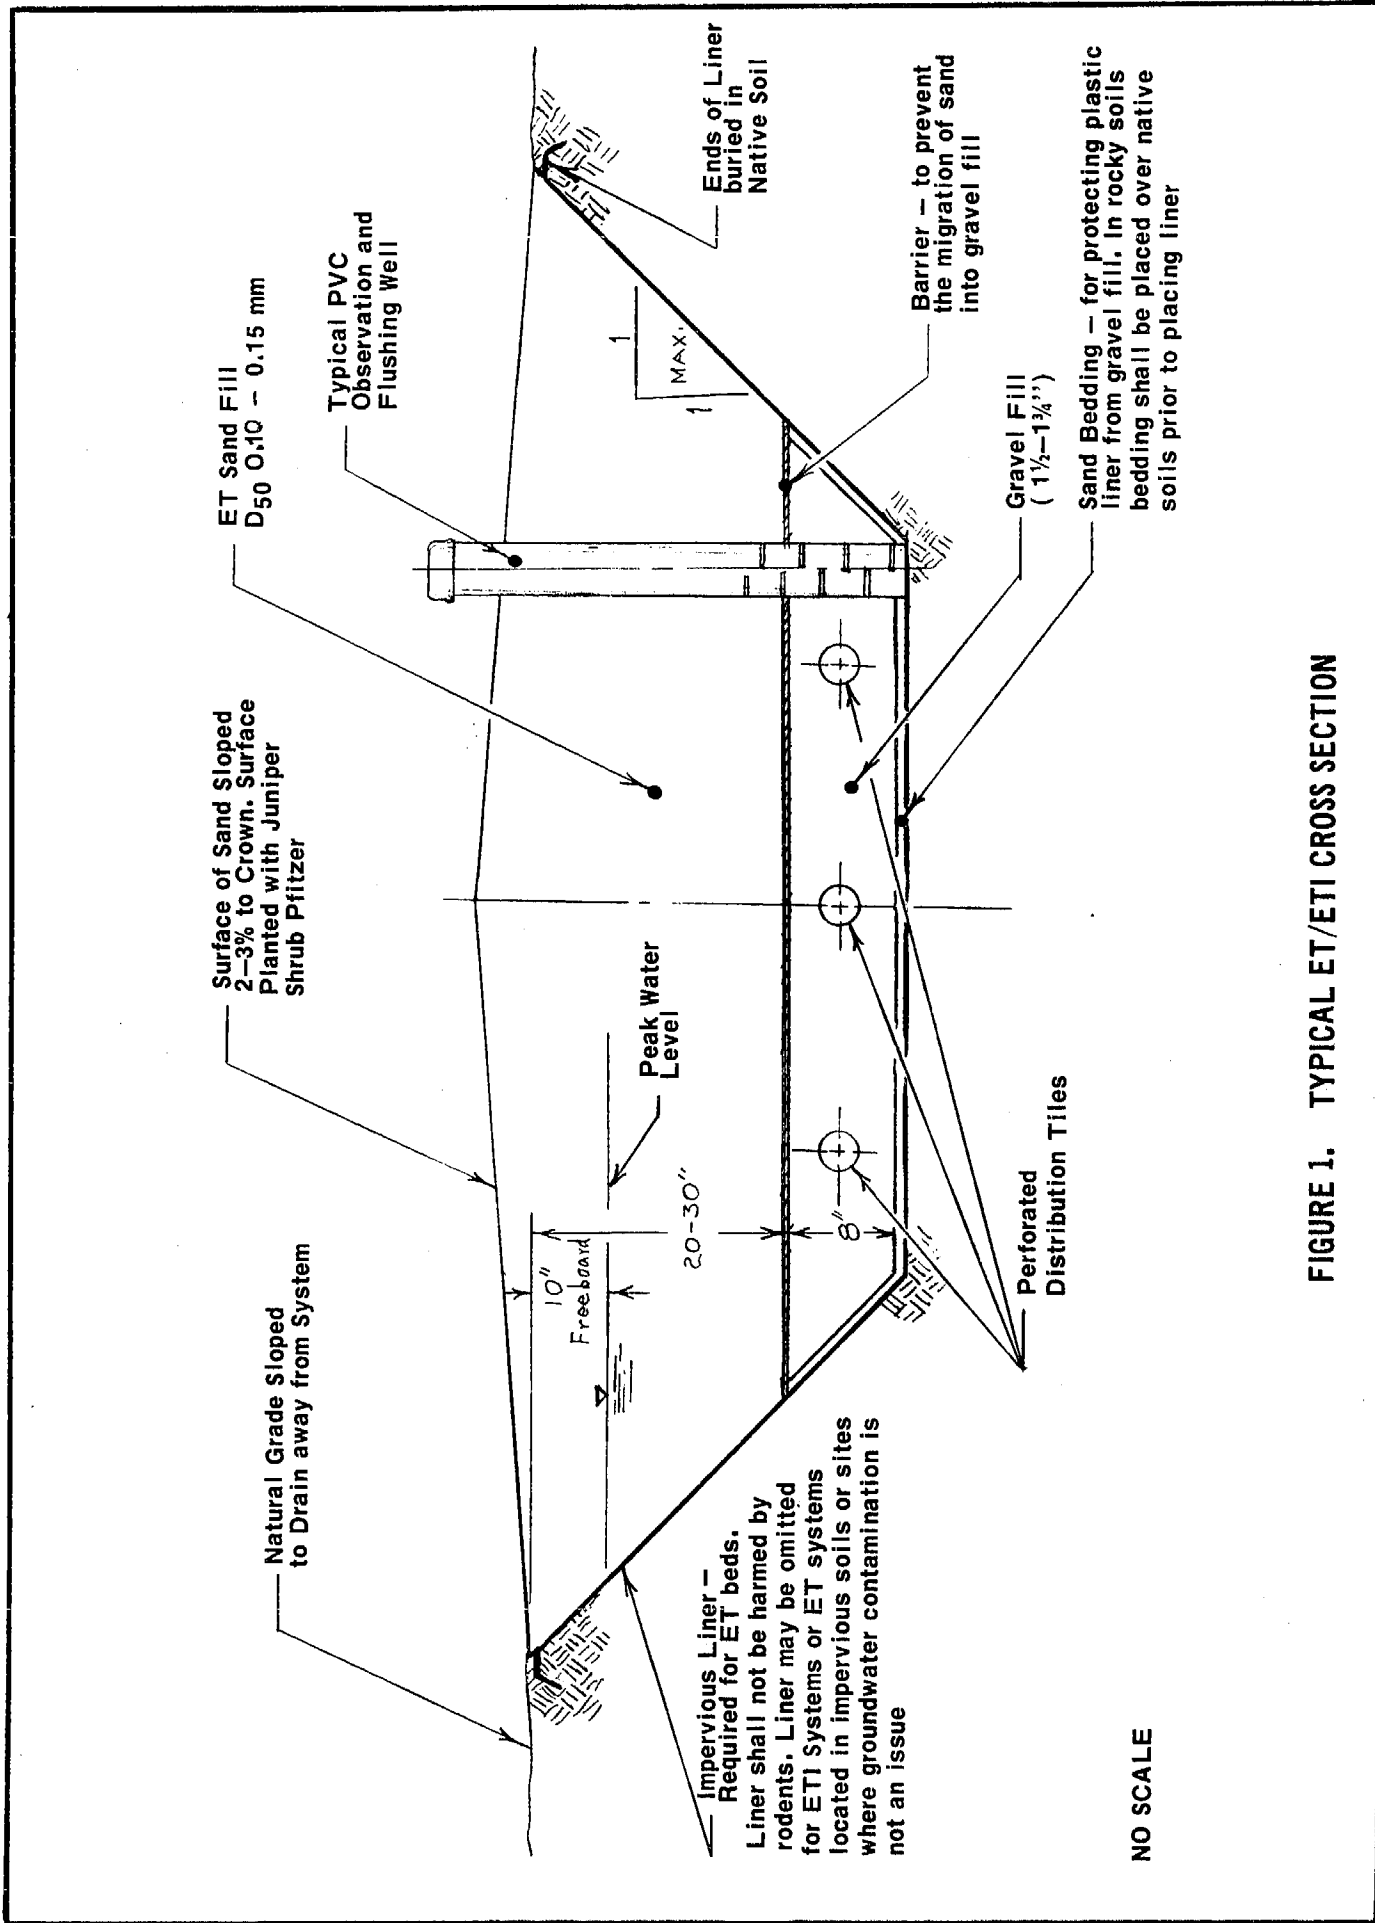 Natural Grade Sloped
to Drain away from System
Surface of Sand Sloped
2–3% to Crown. Surface
Planted with Juniper
Shrub Pfitzer
ET Sand Fill
D50 0.10 – 0.15 mm
Typical PVC
Observation and
Flushing Well
10"
Freeboard
20-30"
8"
Peak Water
Level
1
1
MAX.
Ends of Liner
buried in
Native Soil
Impervious Liner –
Required for ET beds.
Liner shall not be harmed by
rodents. Liner may be omitted
for ETI Systems or ET systems
located in impervious soils or sites
where groundwater contamination is
not an issue
Barrier – to prevent
the migration of sand
into gravel fill
Perforated
Distribution Tiles
Gravel Fill
( 1½–1¾")
Sand Bedding – for protecting plastic
liner from gravel fill. In rocky soils
bedding shall be placed over native
soils prior to placing liner
NO SCALE
FIGURE 1. TYPICAL ET/ETI CROSS SECTION